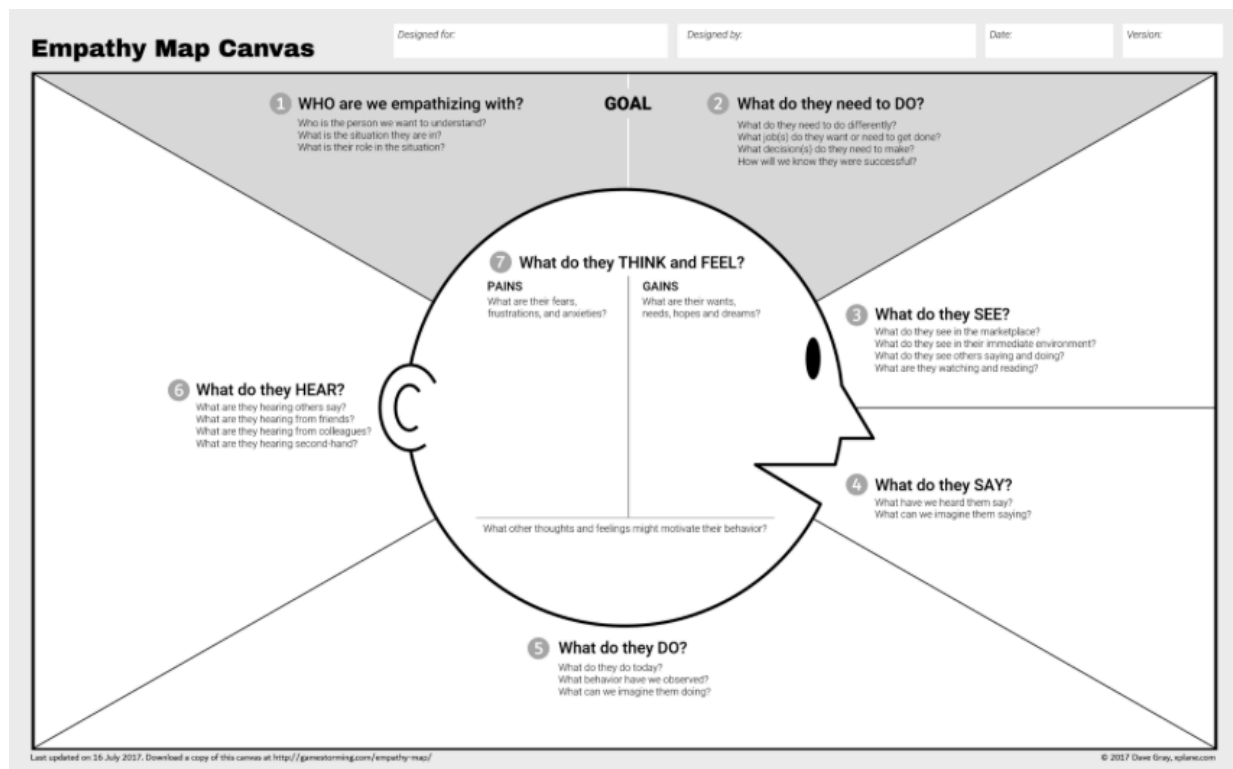 Empathy Map Canvas
Designed for:
Designed by:
Date:
Version:
1 WHO are we empathizing with?
Who is the person we want to understand?
What is the situation they are in?
What is their role in the situation?
GOAL
2 What do they need to DO?
What do they need to do differently?
What job(s) do they want or need to get done?
What decision(s) do they need to make?
How will we know they were successful?
3 What do they SEE?
What do they see in the marketplace?
What do they see in their immediate environment?
What do they see others saying and doing?
What are they watching and reading?
4 What do they SAY?
What have we heard them say?
What can we imagine them saying?
5 What do they DO?
What do they do today?
What behavior have we observed?
What can we imagine them doing?
6 What do they HEAR?
What are they hearing others say?
What are they hearing from friends?
What are they hearing from colleagues?
What are they hearing second-hand?
7 What do they THINK and FEEL?
PAINS
What are their fears,
frustrations, and anxieties?
GAINS
What are their wants,
needs, hopes and dreams?
What other thoughts and feelings might motivate their behavior?
Last updated on 16 July 2017. Download a copy of this canvas at http://gamestorming.com/empathy-map/
© 2017 Dave Gray, xplane.com